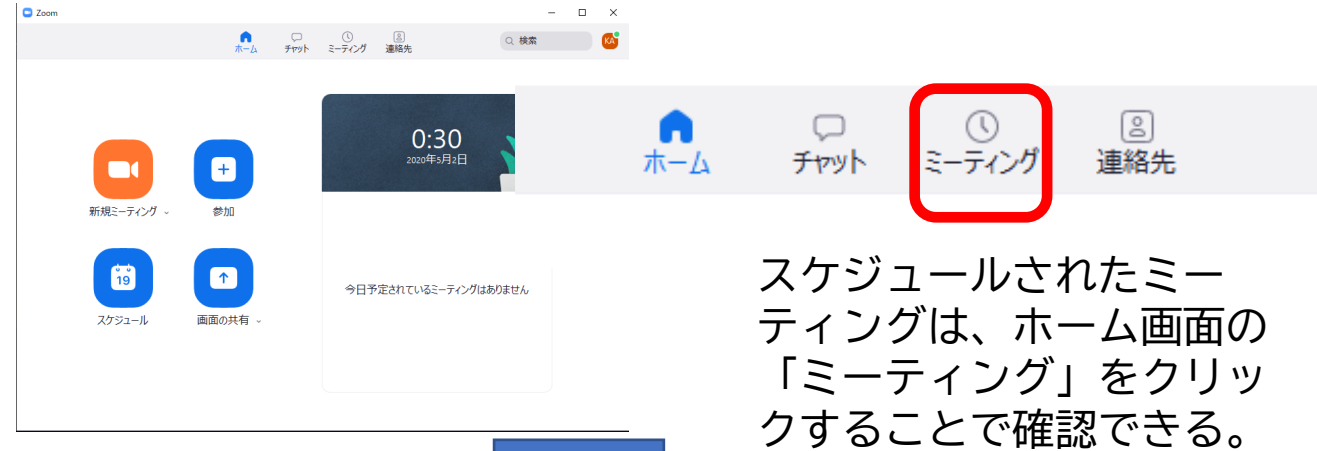 Zoom
ホーム チャット ミーティング 連絡先 検索 KA
0:30
2020年5月2日
新規ミーティング 参加
19
スケジュール 画面の共有
今日予定されているミーティングはありません
ホーム チャット ミーティング 連絡先
スケジュールされたミー
ティングは、ホーム画面の
「ミーティング」をクリッ
クすることで確認できる。